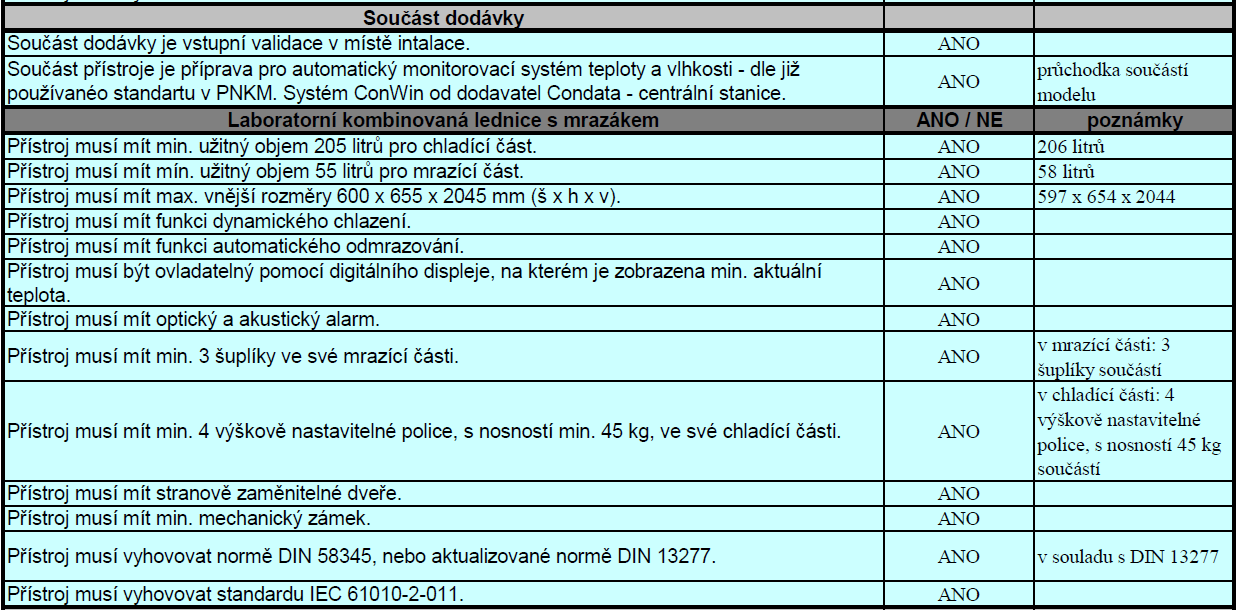 Součást dodávky
Součást dodávky je vstupní validace v místě intalace. ANO
Součást přístroje je příprava pro automatický monitorovací systém teploty a vlhkosti - dle již
používanéo standartu v PNKM. Systém ConWin od dodavatel Condata - centrální stanice. ANO průchodka součástí
modelu
Laboratorní kombinovaná lednice s mrazákem ANO / NE poznámky
Přístroj musí mít min. užitný objem 205 litrů pro chladící část. ANO 206 litrů
Přístroj musí mít mín. užitný objem 55 litrů pro mrazící část. ANO 58 litrů
Přístroj musí mít max. vnější rozměry 600 x 655 x 2045 mm (š x h x v). ANO 597 x 654 x 2044
Přístroj musí mít funkci dynamického chlazení. ANO
Přístroj musí mít funkci automatického odmrazování. ANO
Přístroj musí být ovladatelný pomocí digitálního displeje, na kterém je zobrazena min. aktuální
teplota. ANO
Přístroj musí mít optický a akustický alarm. ANO
Přístroj musí mít min. 3 šuplíky ve své mrazící části. ANO v mrazící části: 3
šuplíky součástí
Přístroj musí mít min. 4 výškově nastavitelné police, s nosností min. 45 kg, ve své chladící části. ANO v chladící části: 4
výškově nastavitelné
police, s nosností 45 kg
součástí
Přístroj musí mít stranově zaměnitelné dveře. ANO
Přístroj musí mít min. mechanický zámek. ANO
Přístroj musí vyhovovat normě DIN 58345, nebo aktualizované normě DIN 13277. ANO v souladu s DIN 13277
Přístroj musí vyhovovat standardu IEC 61010-2-011. ANO